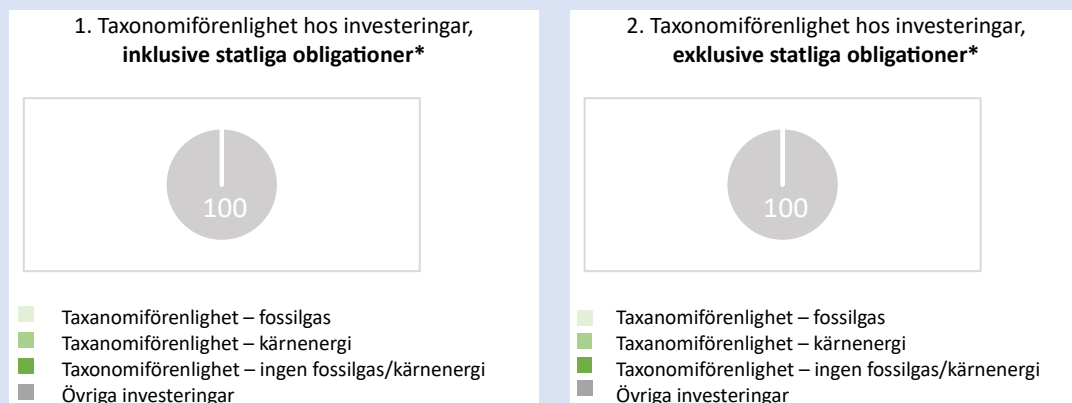 1. Taxonomiförenlighet hos investeringar,
inklusive statliga obligationer*
100
Taxanomiförenlighet – fossilgas
Taxanomiförenlighet – kärnenergi
Taxonomiförenlighet – ingen fossilgas/kärnenergi
Övriga investeringar
2. Taxonomiförenlighet hos investeringar,
exklusive statliga obligationer*
100
Taxanomiförenlighet – fossilgas
Taxanomiförenlighet – kärnenergi
Taxonomiförenlighet – ingen fossilgas/kärnenergi
Övriga investeringar